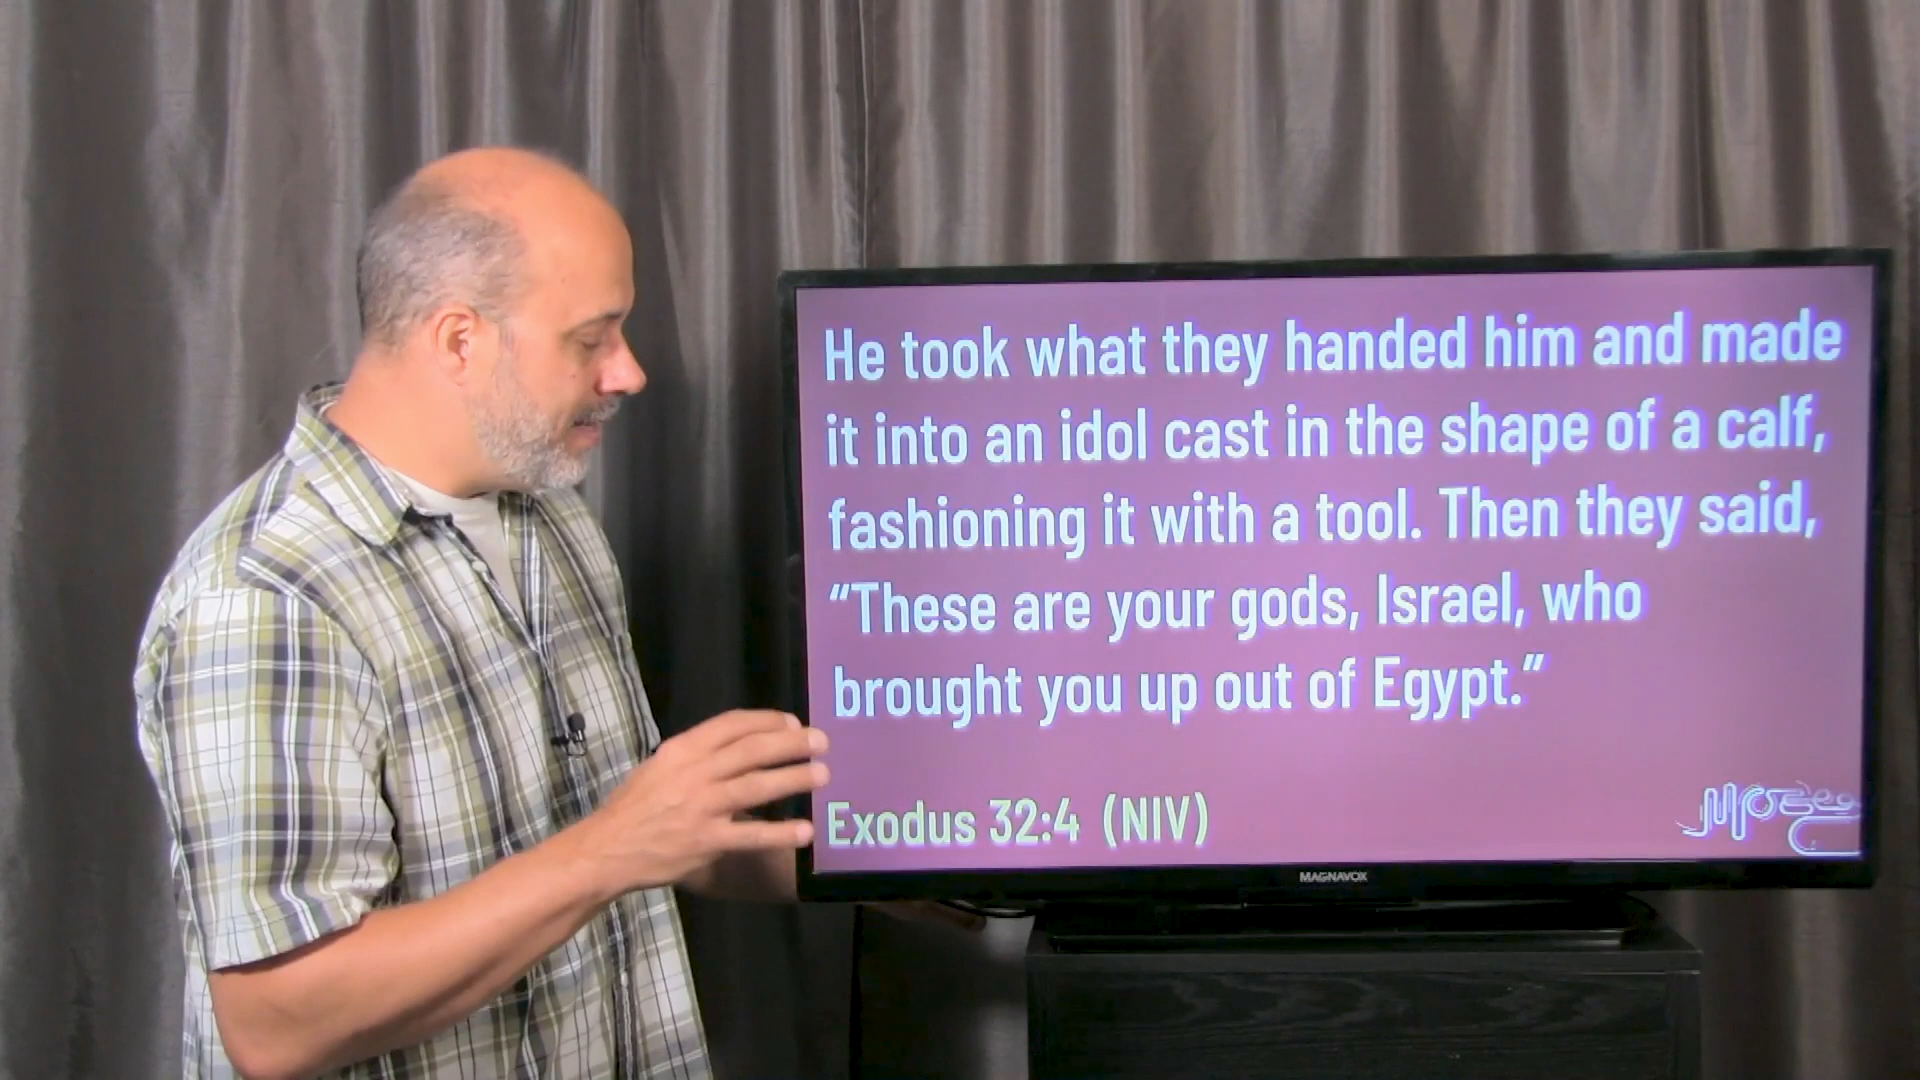 He took what they handed him and made
it into an idol cast in the shape of a calf,
fashioning it with a tool. Then they said,
“These are your gods, Israel, who
brought you up out of Egypt.”
Exodus 32:4 (NIV)
Moses
MAGNAVOX